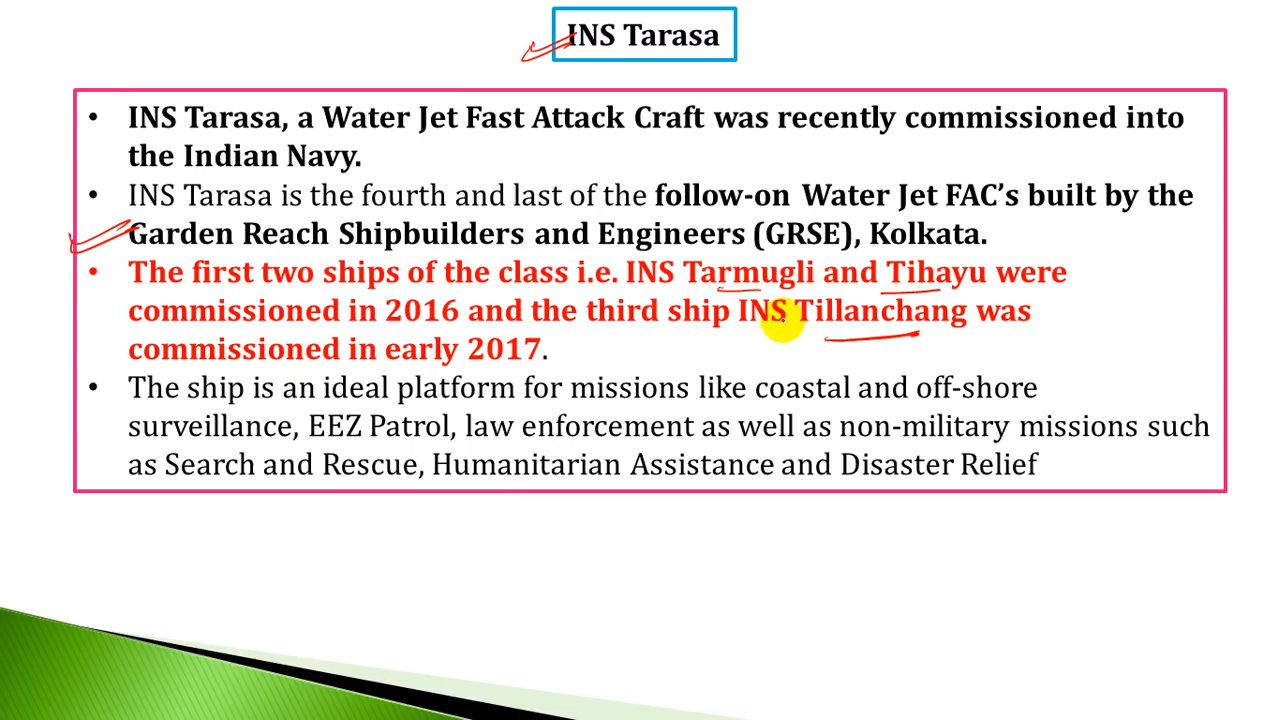 INS Tarasa
• INS Tarasa, a Water Jet Fast Attack Craft was recently commissioned into
the Indian Navy.
• INS Tarasa is the fourth and last of the follow-on Water Jet FAC’s built by the
Garden Reach Shipbuilders and Engineers (GRSE), Kolkata.
• The first two ships of the class i.e. INS Tarmugli and Tihayu were
commissioned in 2016 and the third ship INS Tillanchang was
commissioned in early 2017.
• The ship is an ideal platform for missions like coastal and off-shore
surveillance, EEZ Patrol, law enforcement as well as non-military missions such
as Search and Rescue, Humanitarian Assistance and Disaster Relief